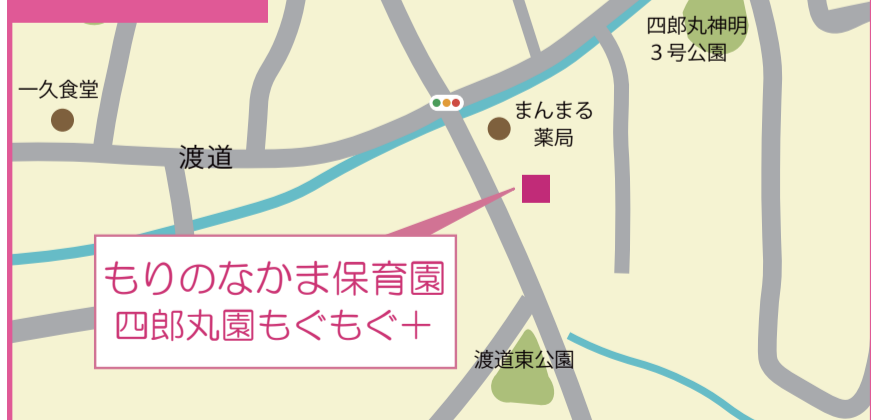 四郎丸神明
３号公園
一久食堂
まんまる
薬局
渡道
もりのなかま保育園
四郎丸園もぐもぐ＋
渡道東公園